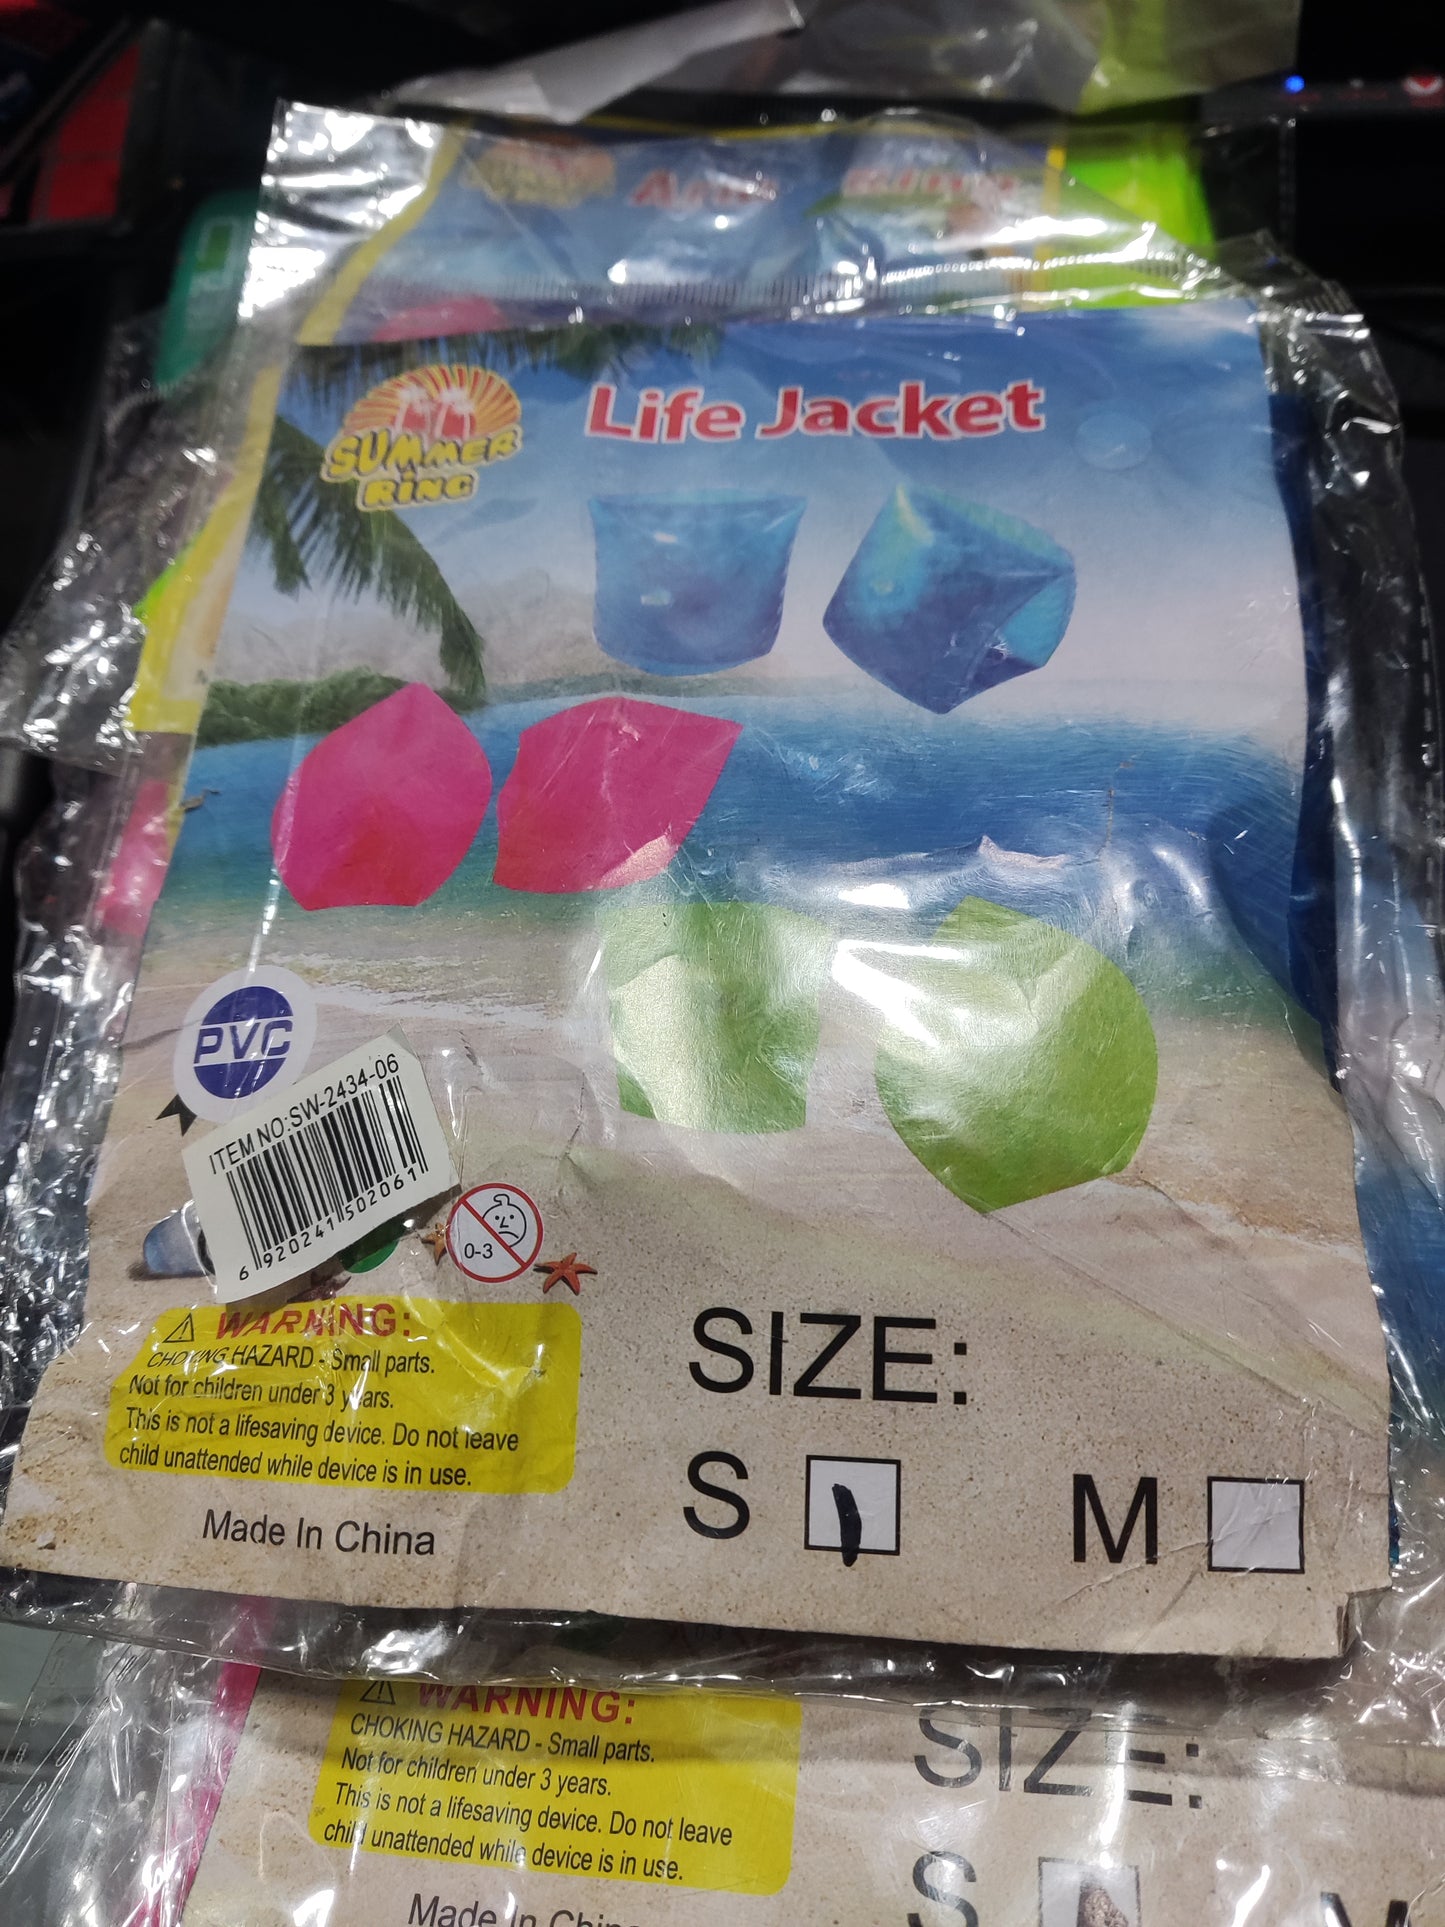 SUMMER
RING
Life Jacket
PVC
ITEM NO:SW-2434-06
6 920241 502061
0-3
WARNING:
CHOKING HAZARD - Small parts.
Not for children under 3 years.
This is not a lifesaving device. Do not leave
child unattended while device is in use.
Made In China
SIZE:
S
M
WARNING:
CHOKING HAZARD - Small parts.
Not for children under 3 years.
This is not a lifesaving device. Do not leave
child unattended while device is in use.
Made In China
SIZE:
S
M